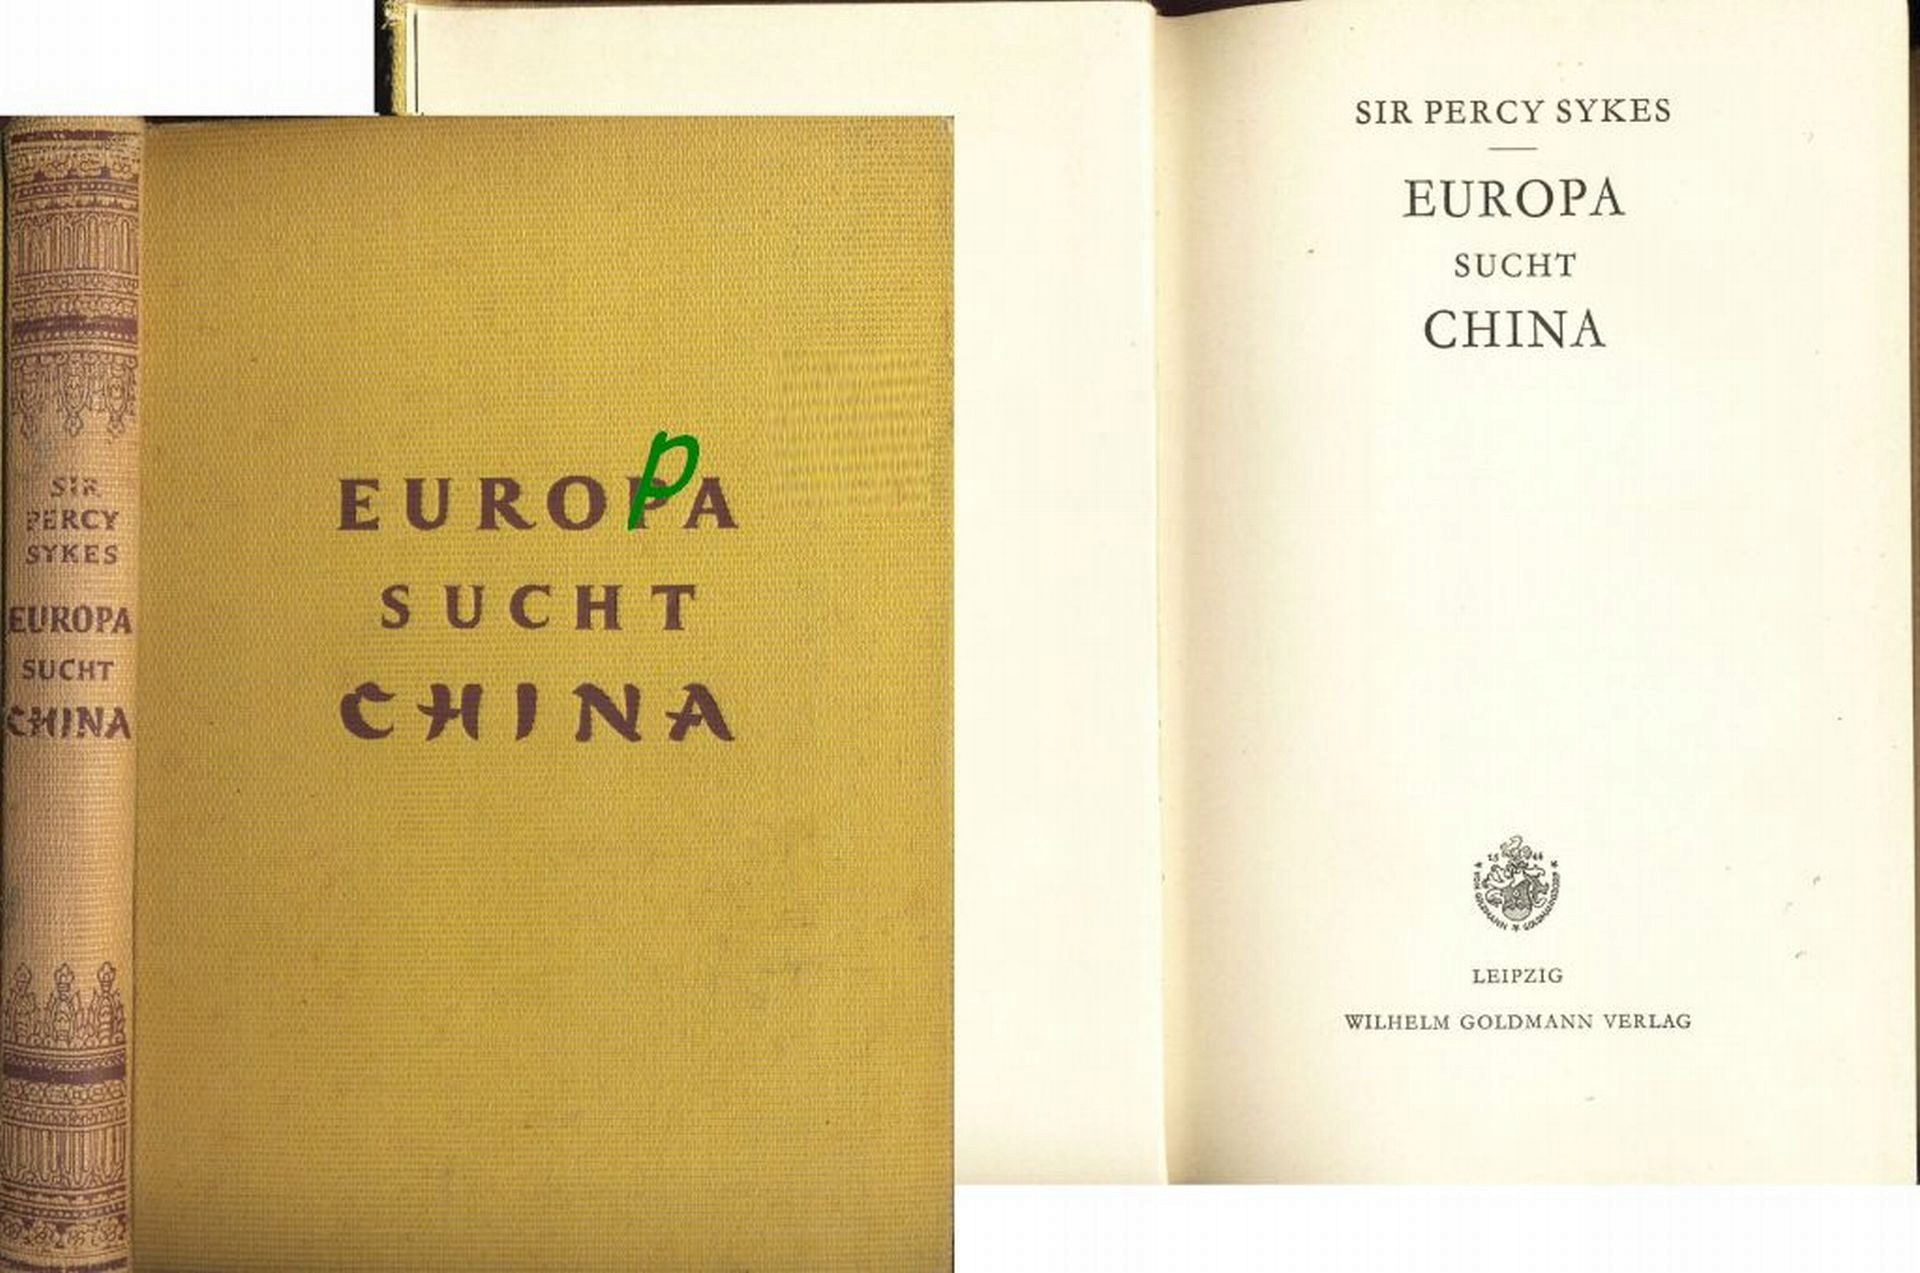 SIR
PERCY
SYKES
EUROPA
SUCHT
CHINA
EUROPA
p
SUCHT
CHINA
SIR PERCY SYKES
EUROPA
SUCHT
CHINA
LEIPZIG
WILHELM GOLDMANN VERLAG